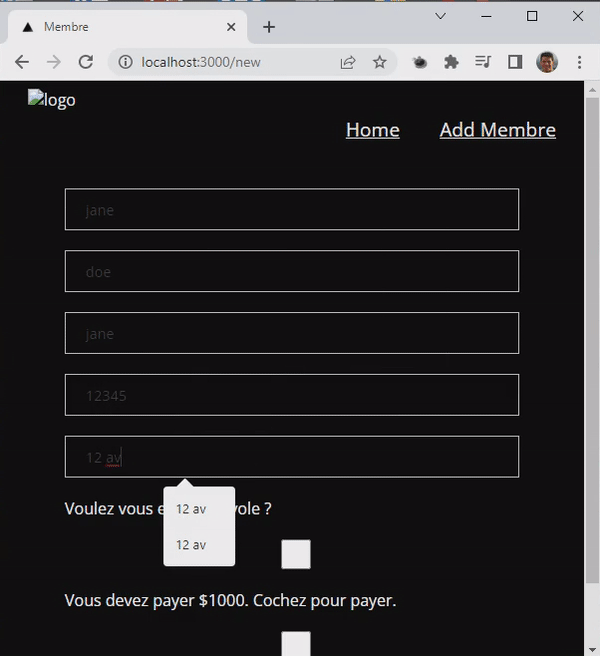 Membre
localhost:3000/new
logo
Home Add Membre
jane
doe
jane
12345
12 av
Voulez vous vole ?
12 av
12 av
Vous devez payer $1000. Cochez pour payer.